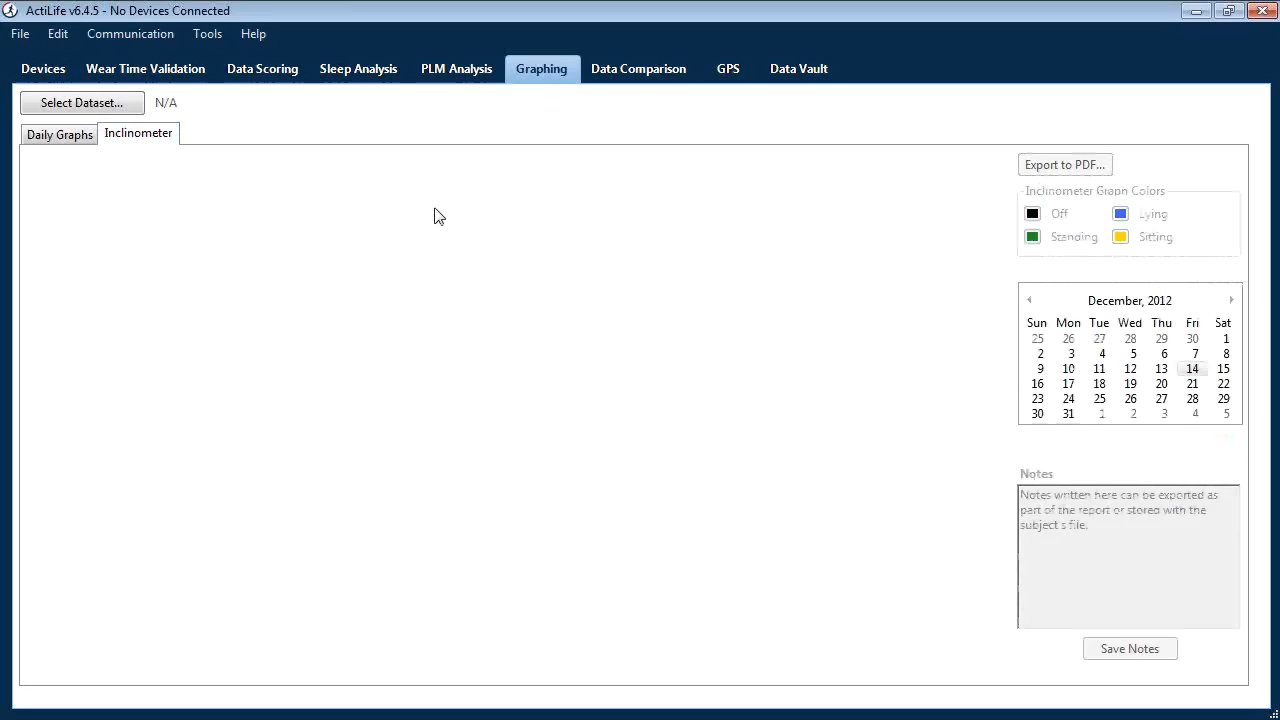 ActiLife v6.4.5 - No Devices Connected
File Edit Communication Tools Help
Devices Wear Time Validation Data Scoring Sleep Analysis PLM Analysis Graphing Data Comparison GPS Data Vault
Select Dataset... N/A
Daily Graphs Inclinometer
Export to PDF...
Inclinometer Graph Colors
Off Lying
Standing Sitting
December, 2012
Sun Mon Tue Wed Thu Fri Sat
25 26 27 28 29 30 1
2 3 4 5 6 7 8
9 10 11 12 13 14 15
16 17 18 19 20 21 22
23 24 25 26 27 28 29
30 31 1 2 3 4 5
Notes
Notes written here can be exported as
part of the report or stored with the
subject's file.
Save Notes